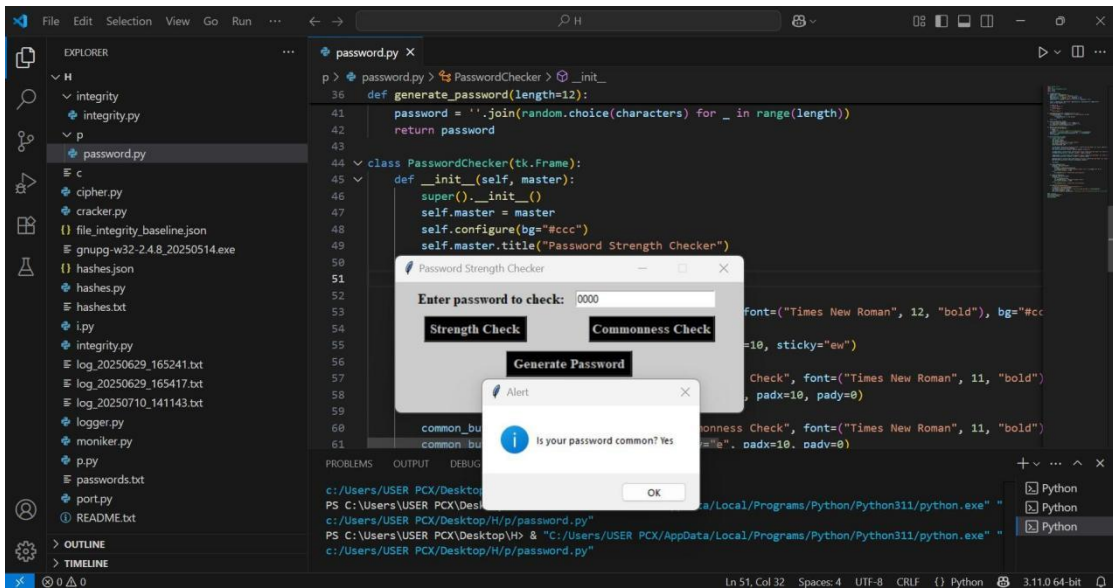 File Edit Selection View Go Run ... ← → H
EXPLORER ...
H
integrity
integrity.py
p
password.py
c
cipher.py
cracker.py
{} file_integrity_baseline.json
gnupg-w32-2.4.8_20250514.exe
{} hashes.json
hashes.py
hashes.txt
i.py
integrity.py
log_20250629_165241.txt
log_20250629_165417.txt
log_20250710_141143.txt
logger.py
moniker.py
p.py
passwords.txt
port.py
README.txt
OUTLINE
TIMELINE
password.py ×
p > password.py > PasswordChecker > __init__
36 def generate_password(length=12):
41 password = ''.join(random.choice(characters) for _ in range(length))
42 return password
43
44 class PasswordChecker(tk.Frame):
45 def __init__(self, master):
46 super().__init__()
47 self.master = master
48 self.configure(bg="#ccc")
49 self.master.title("Password Strength Checker")
50
51
52
53 font=("Times New Roman", 12, "bold"), bg="#cc
54
55 =10, sticky="ew")
56
57 Check", font=("Times New Roman", 11, "bold")
58 , padx=10, pady=0)
59
60 common_bu onness Check", font=("Times New Roman", 11, "bold")
61 common bu ="e", padx=10, pady=0)
Password Strength Checker
Enter password to check: 0000
Strength Check Commonness Check
Generate Password
Alert
Is your password common? Yes
OK
PROBLEMS OUTPUT DEBUG
c:/Users/USER PCX/Desktop
PS C:\Users\USER PCX\Des a/Local/Programs/Python/Python311/python.exe" "
c:/Users/USER PCX/Desktop/H/p/password.py"
PS C:\Users\USER PCX\Desktop\H> & "C:/Users/USER PCX/AppData/Local/Programs/Python/Python311/python.exe" "
c:/Users/USER PCX/Desktop/H/p/password.py"
Python
Python
Python
0 0 0 Ln 51, Col 32 Spaces: 4 UTF-8 CRLF {} Python 3.11.0 64-bit